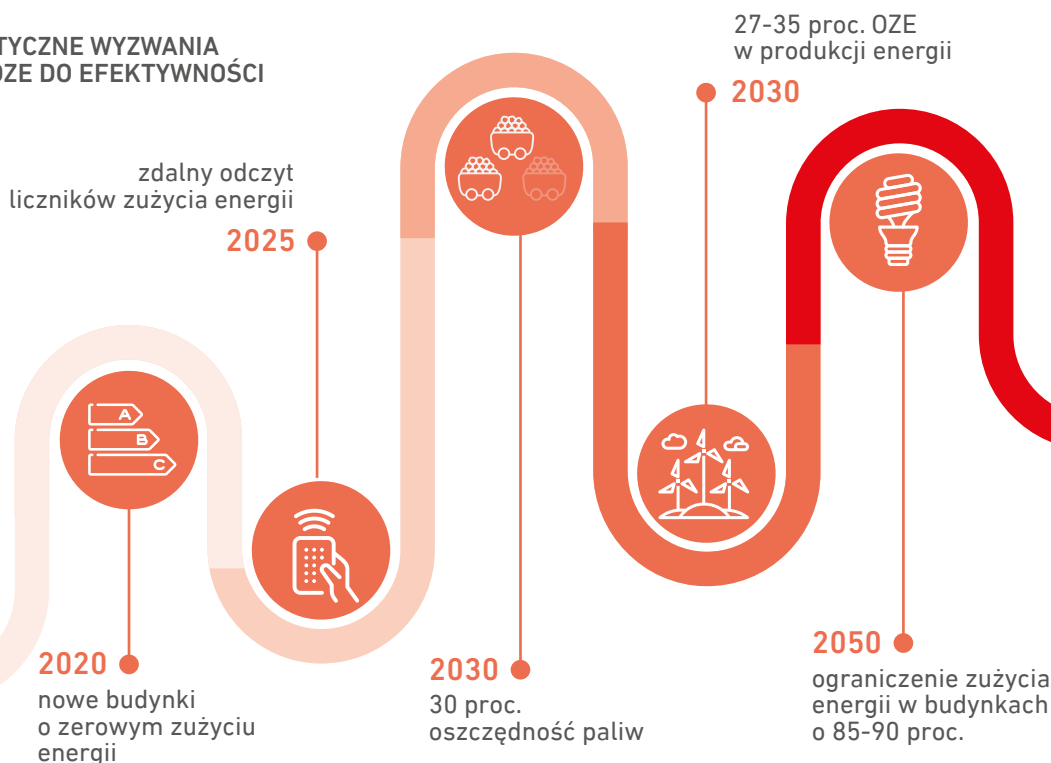 TYCZNE WYZWANIA
OZE DO EFEKTYWNOŚCI
zdalny odczyt
liczników zużycia energii
2025
27-35 proc. OZE
w produkcji energii
2030
A
B
C
2020
nowe budynki
o zerowym zużyciu
energii
2030
30 proc.
oszczędność paliw
2050
ograniczenie zużycia
energii w budynkach
o 85-90 proc.